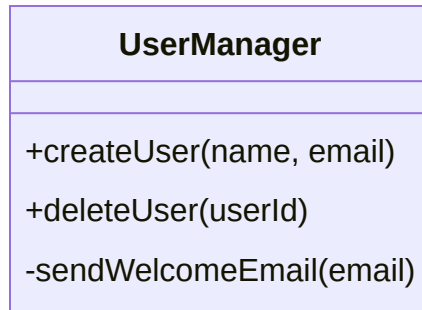 UserManager
+createUser(name, email)
+deleteUser(userId)
-sendWelcomeEmail(email)